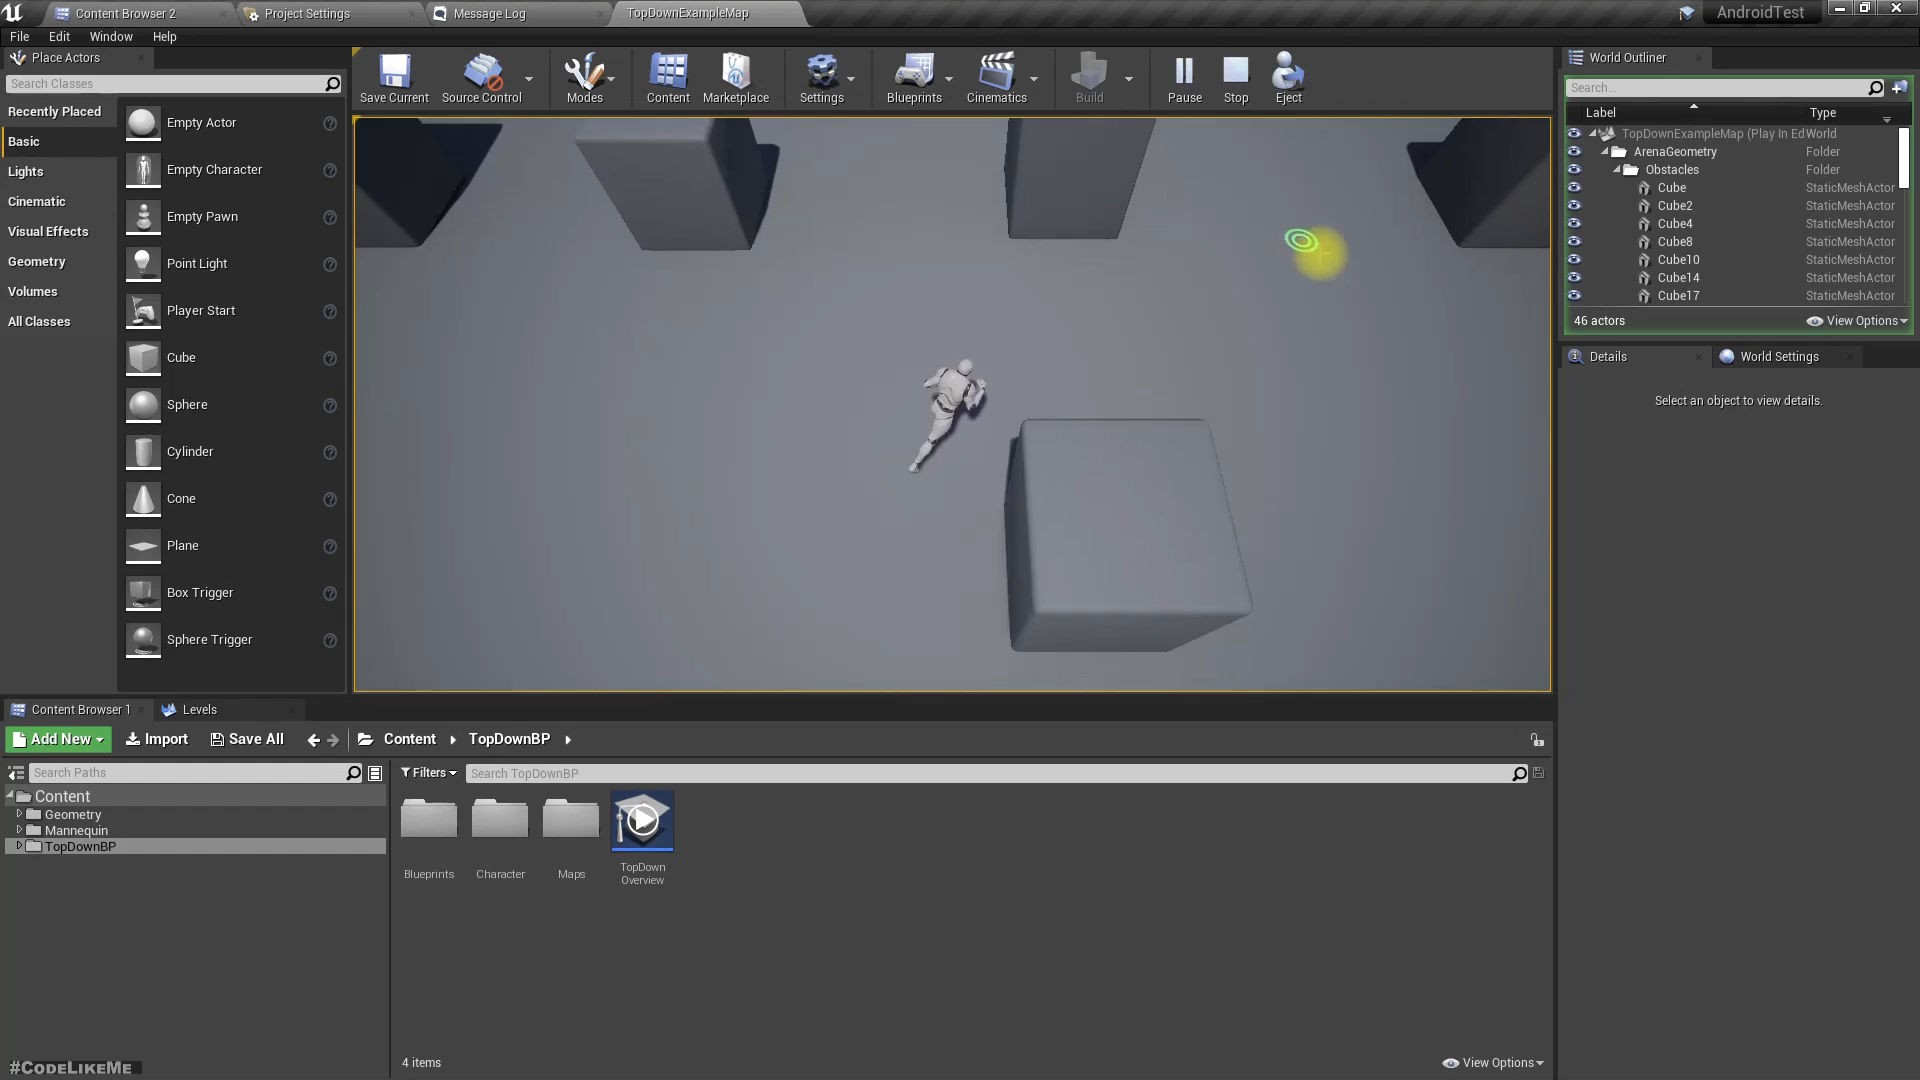 Content Browser 2
Project Settings
Message Log
TopDownExampleMap
AndroidTest
File
Edit
Window
Help
Place Actors
Search Classes
Recently Placed
Basic
Lights
Cinematic
Visual Effects
Geometry
Volumes
All Classes
Empty Actor
Empty Character
Empty Pawn
Point Light
Player Start
Cube
Sphere
Cylinder
Cone
Plane
Box Trigger
Sphere Trigger
Save Current
Source Control
Modes
Content
Marketplace
Settings
Blueprints
Cinematics
Build
Pause
Stop
Eject
World Outliner
Search...
Label
Type
TopDownExampleMap (Play In Ed World
ArenaGeometry Folder
Obstacles Folder
Cube StaticMeshActor
Cube2 StaticMeshActor
Cube4 StaticMeshActor
Cube8 StaticMeshActor
Cube10 StaticMeshActor
Cube14 StaticMeshActor
Cube17 StaticMeshActor
46 actors
View Options
Details
World Settings
Select an object to view details.
Content Browser 1
Levels
Add New
Import
Save All
Content
TopDownBP
Search Paths
Filters
Search TopDownBP
Content
Geometry
Mannequin
TopDownBP
Blueprints
Character
Maps
TopDown
Overview
4 items
View Options
#CodeLikeMe